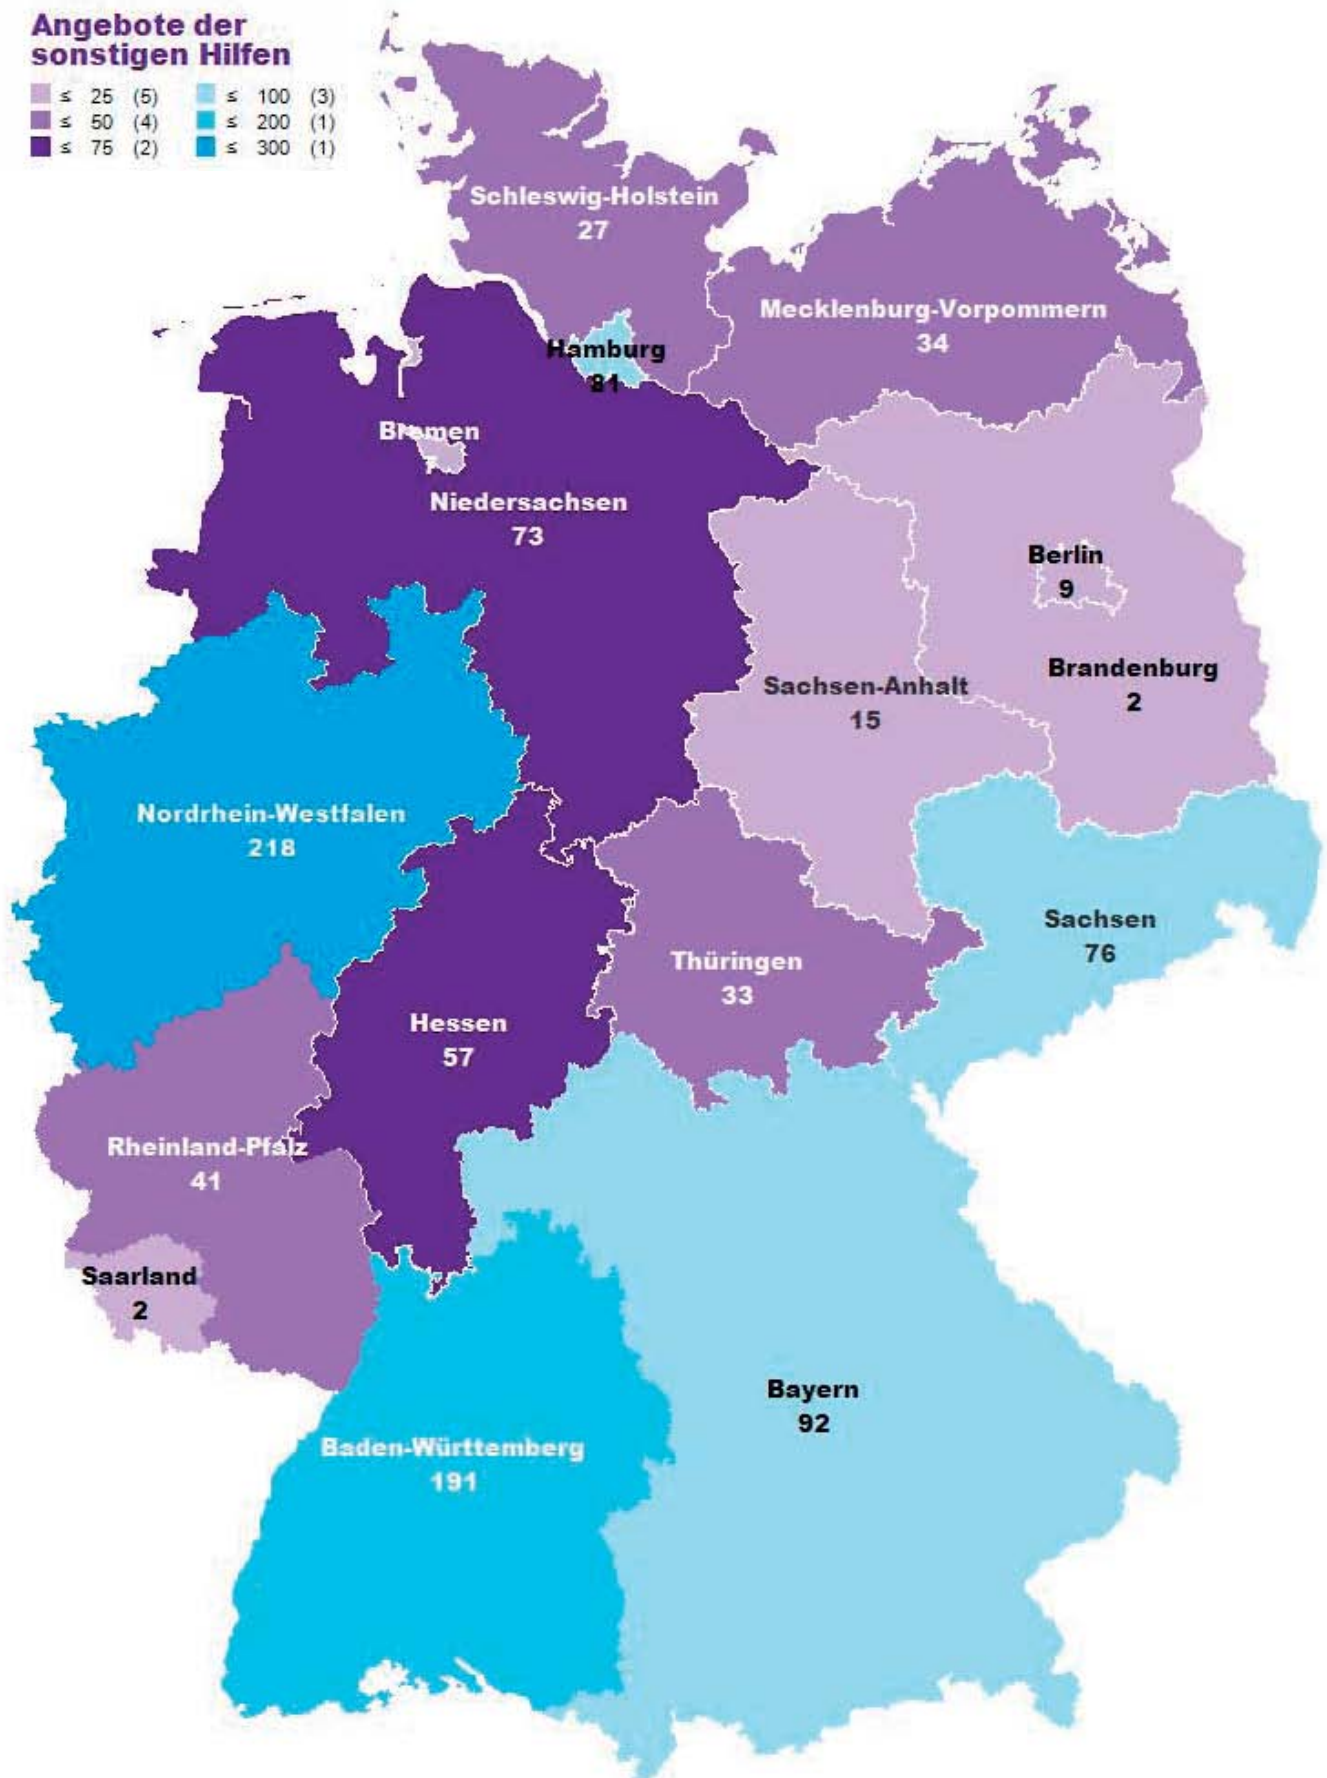 Angebote der
sonstigen Hilfen
≤ 25 (5) ≤ 100 (3)
≤ 50 (4) ≤ 200 (1)
≤ 75 (2) ≤ 300 (1)
Schleswig-Holstein
27
Mecklenburg-Vorpommern
34
Hamburg
81
Bremen
Niedersachsen
73
Berlin
9
Brandenburg
2
Sachsen-Anhalt
15
Nordrhein-Westfalen
218
Sachsen
76
Thüringen
33
Hessen
57
Rheinland-Pfalz
41
Saarland
2
Bayern
92
Baden-Württemberg
191